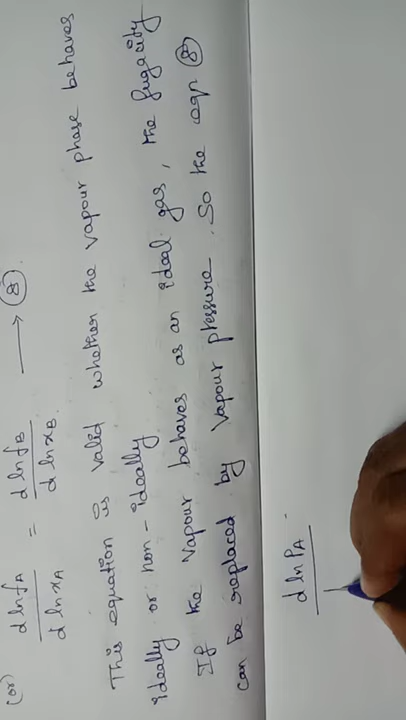 (or) d ln fA / d ln xA = d ln fB / d ln xB → (8).
This equation is valid whether the vapour phase behaves
ideally or non-ideally
If the vapour behaves as an ideal gas, the fugacity
can be replaced by vapour pressure. So the eqn (8)
d ln PA